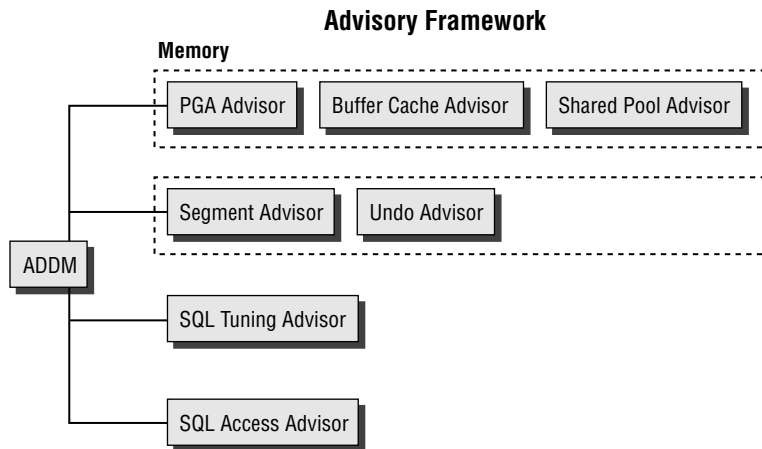 Advisory Framework
Memory
PGA Advisor
Buffer Cache Advisor
Shared Pool Advisor
Segment Advisor
Undo Advisor
ADDM
SQL Tuning Advisor
SQL Access Advisor